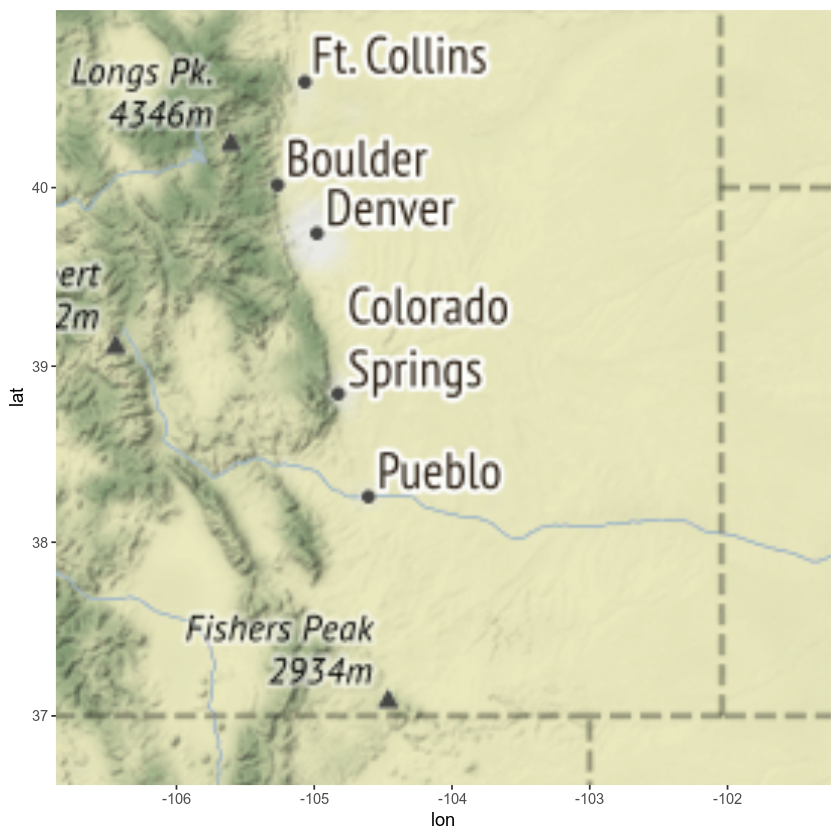 Ft. Collins
Longs Pk.
4346m
Boulder
40
Denver
ert
2m
Colorado
39
Springs
lat
Pueblo
38
Fishers Peak
2934m
37
-106 -105 -104 -103 -102
lon